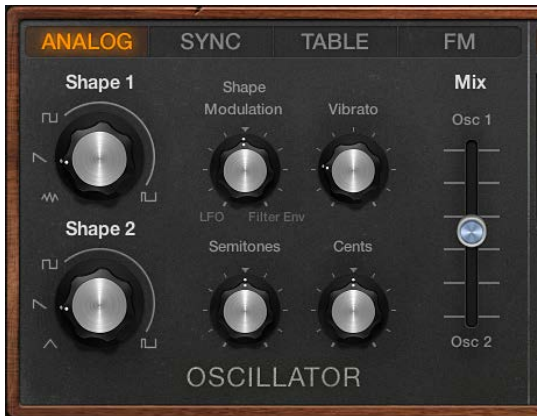 ANALOG SYNC TABLE FM
Shape 1
Shape
Modulation
Vibrato
Mix
Osc 1
LFO Filter Env
Shape 2
Semitones
Cents
Osc 2
OSCILLATOR